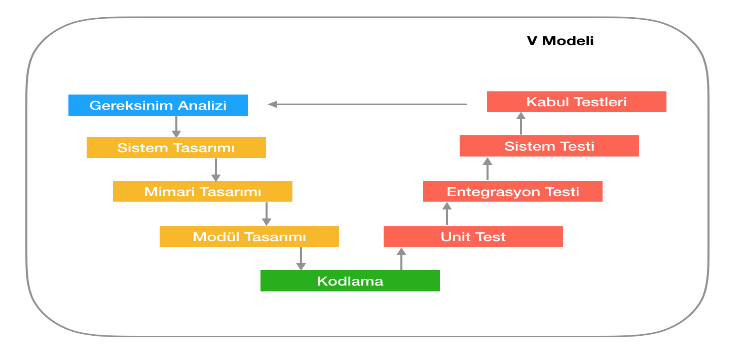 V Modeli
Gereksinim Analizi
Kabul Testleri
Sistem Tasarımı
Sistem Testi
Mimari Tasarımı
Entegrasyon Testi
Modül Tasarımı
Unit Test
Kodlama